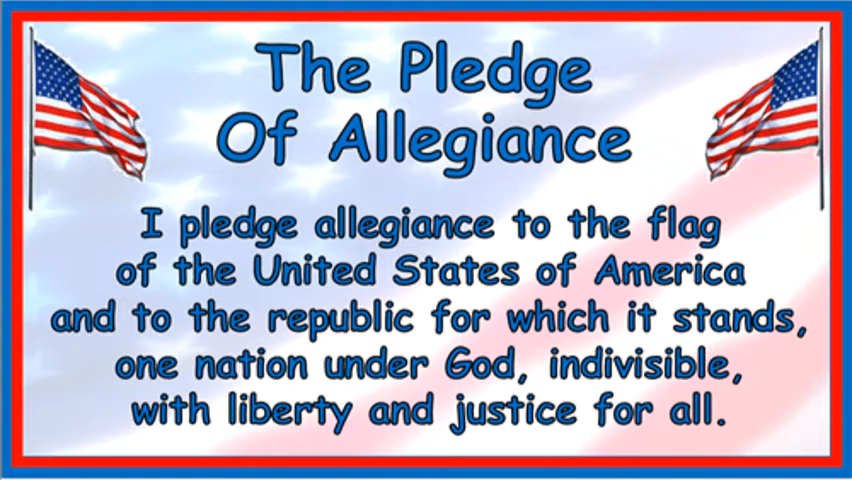 The Pledge
Of Allegiance
I pledge allegiance to the flag
of the United States of America
and to the republic for which it stands,
one nation under God, indivisible,
with liberty and justice for all.